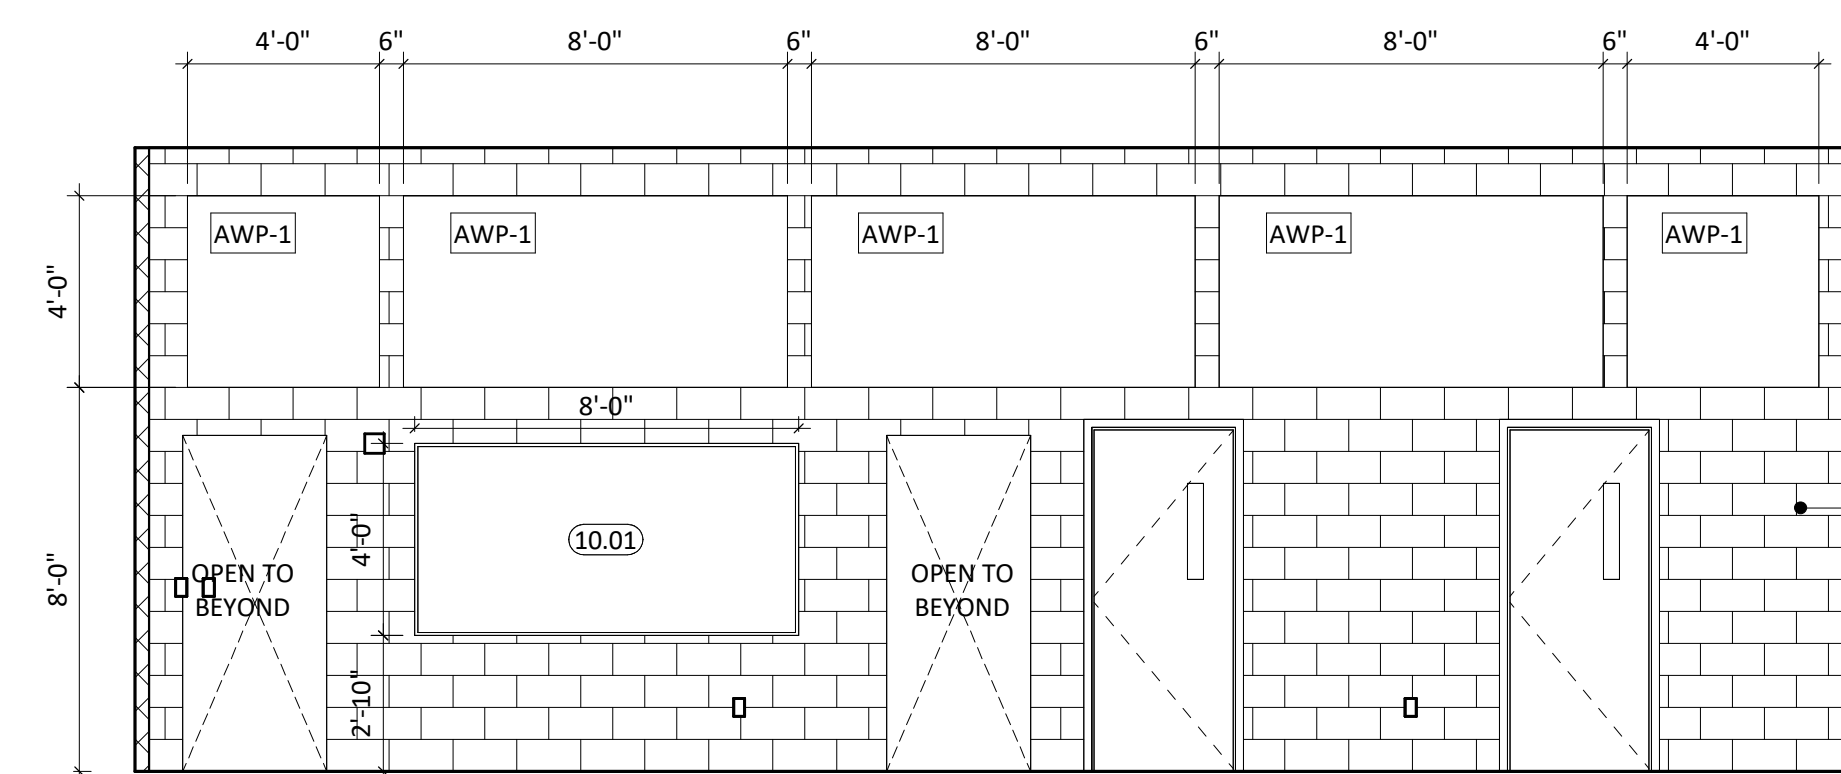 4'-0" 6" 8'-0" 6" 8'-0" 6" 8'-0" 6" 4'-0"
AWP-1 AWP-1 AWP-1 AWP-1 AWP-1
4'-0"
8'-0"
4'-0"
10.01
8'-0"
OPEN TO
BEYOND
OPEN TO
BEYOND
2'-10"